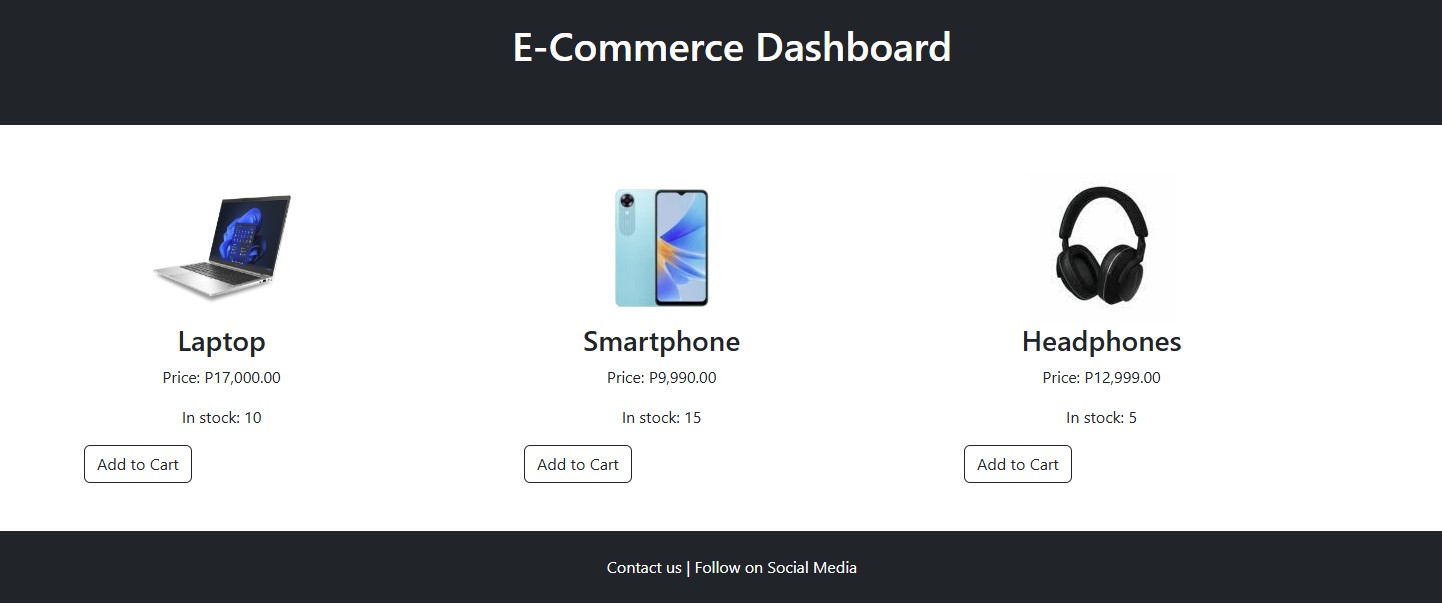 E-Commerce Dashboard
Laptop
Price: P17,000.00
In stock: 10
Add to Cart
Smartphone
Price: P9,990.00
In stock: 15
Add to Cart
Headphones
Price: P12,999.00
In stock: 5
Add to Cart
Contact us | Follow on Social Media